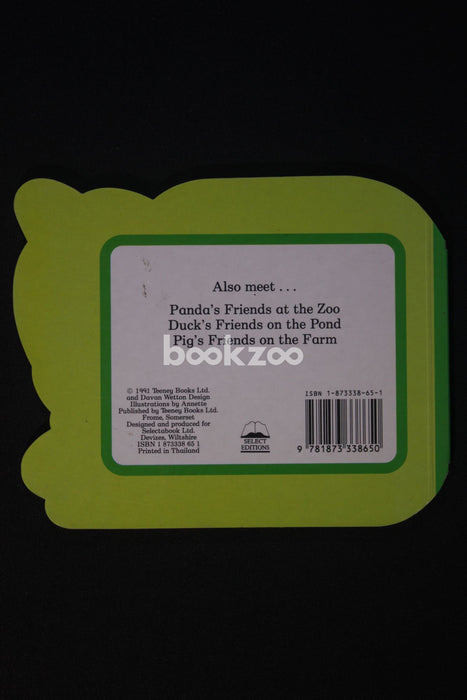 Also meet . . .
Panda's Friends at the Zoo
Duck's Friends on the Pond
Pig's Friends on the Farm
bookzoo
© 1991 Teeney Books Ltd.
and Davan Wetton Design
Illustrations by Annette
Published by Teeney Books Ltd.
Frome, Somerset
Designed and produced for
Selectabook Ltd.
Devizes, Wiltshire
ISBN 1 873338 65 1
Printed in Thailand
SELECT
EDITIONS
ISBN 1-873338-65-1
9 781873 338650